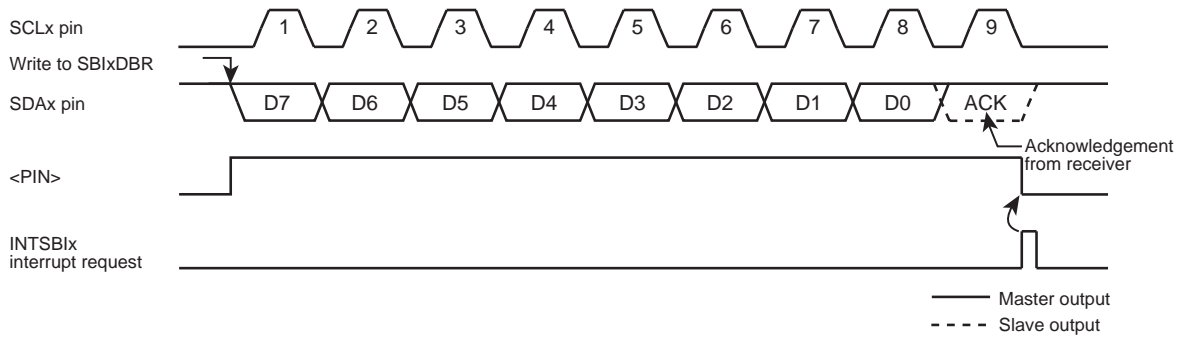 SCLx pin
1 2 3 4 5 6 7 8 9
Write to SBIxDBR
SDAx pin
D7 D6 D5 D4 D3 D2 D1 D0 ACK
Acknowledgement
from receiver
<PIN>
INTSBIx
interrupt request
Master output
Slave output